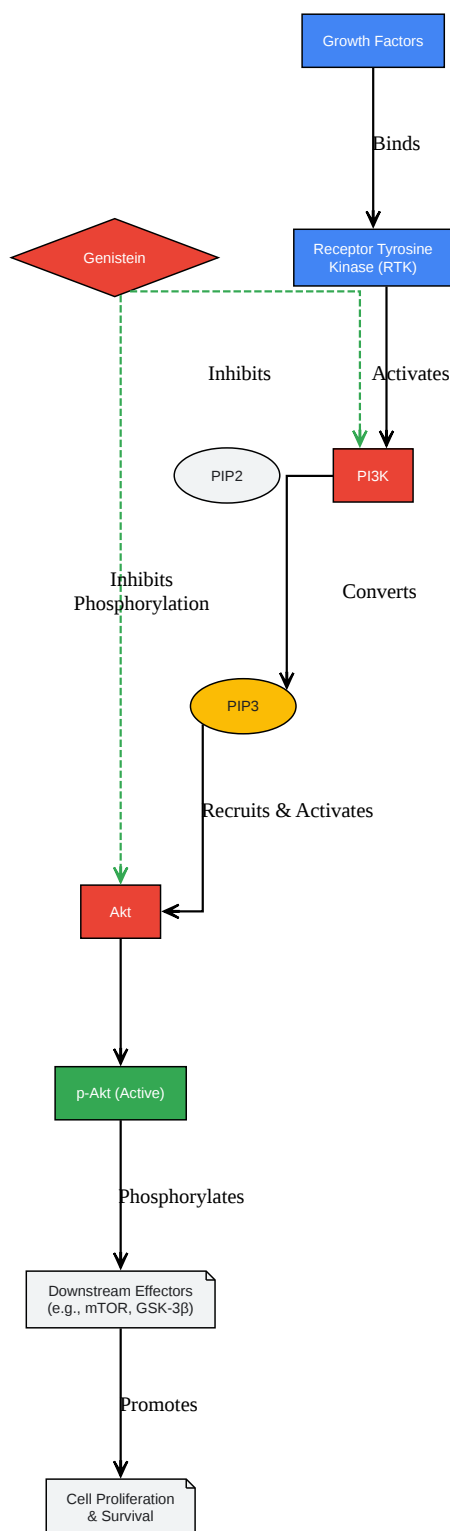 Growth Factors
Binds
Receptor Tyrosine
Kinase (RTK)
Genistein
Inhibits
Activates
PIP2
PI3K
Inhibits
Phosphorylation
Converts
PIP3
Recruits & Activates
Akt
p-Akt (Active)
Phosphorylates
Downstream Effectors
(e.g., mTOR, GSK-3β)
Promotes
Cell Proliferation
& Survival